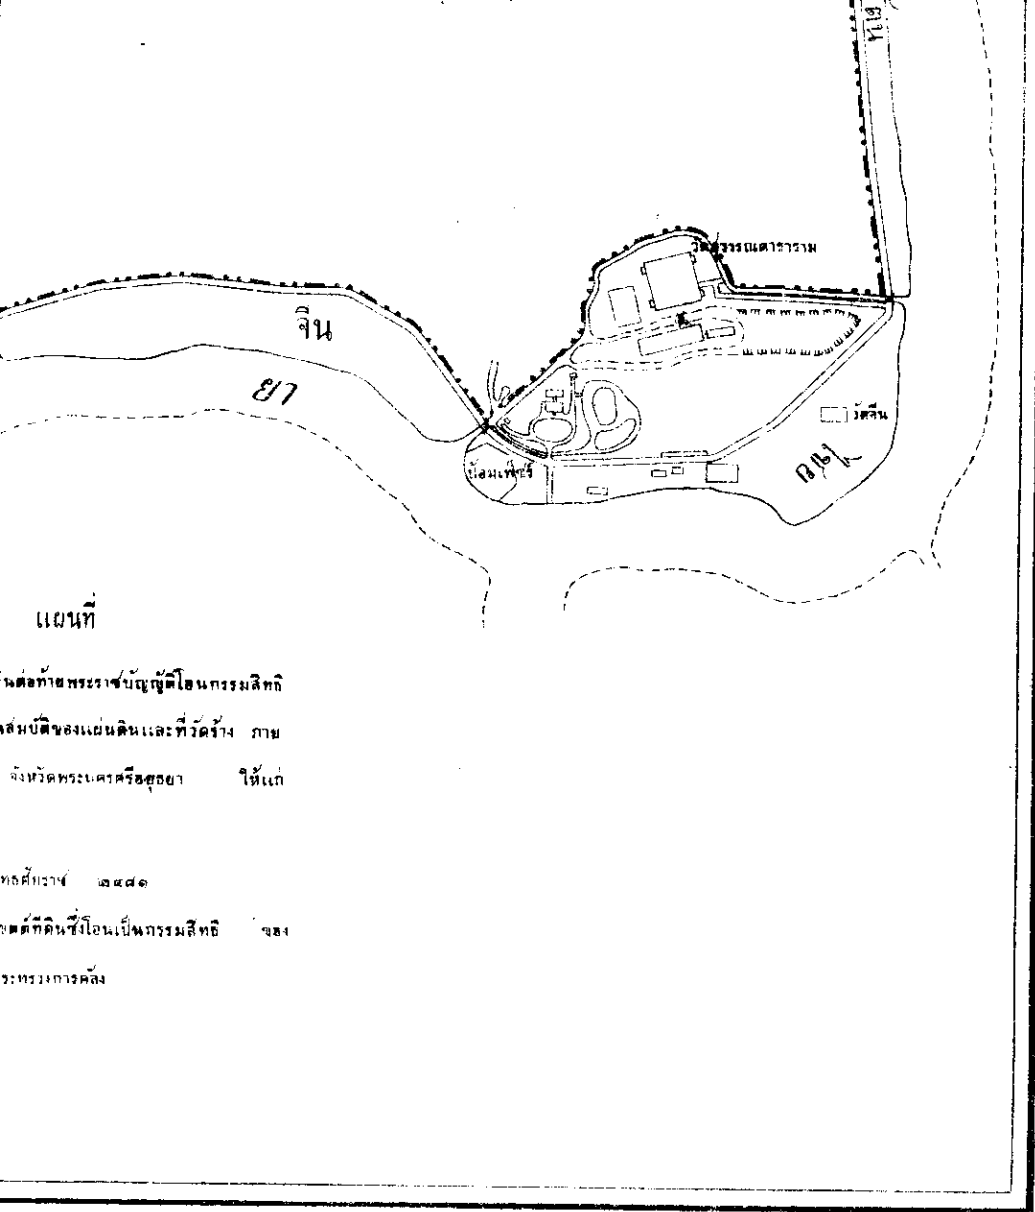 วัดสุวรรณดาราราม
จีน
ยา
วัดจีน
ป้อมเพ็ชร์
แผนที่
ต่อท้ายพระราชบัญญัติโอนกรรมสิทธิ
สมบัติของแผ่นดินและที่วัดร้าง ภาย
จังหวัดพระนครศรีอยุธยา ให้แก่
ทธศักราช ๒๔๘๑
ขตต์ที่ดินซึ่งโอนเป็นกรรมสิทธิ ของ
ระทรวงการคลัง